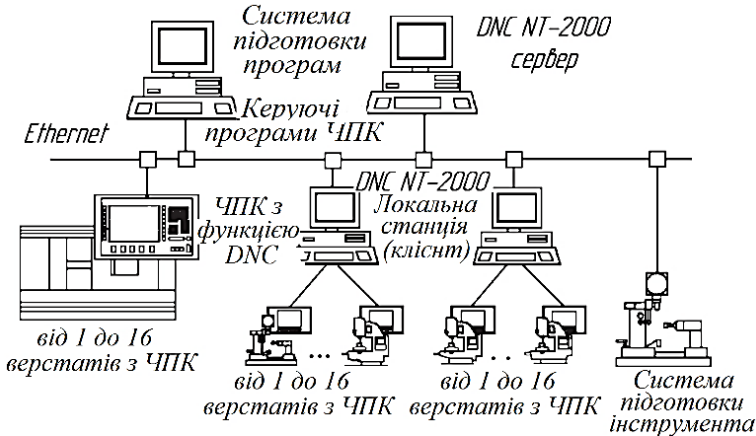 Система
підготовки
програм
DNC NT-2000
сервер
Керуючі
програми ЧПК
Ethernet
ЧПК з
функцією
DNC
DNC NT-2000
Локальна
станція
(клієнт)
від 1 до 16
верстатів з ЧПК
...
від 1 до 16
верстатів з ЧПК
. .
від 1 до 16
верстатів з ЧПК
Система
підготовки
інструмента